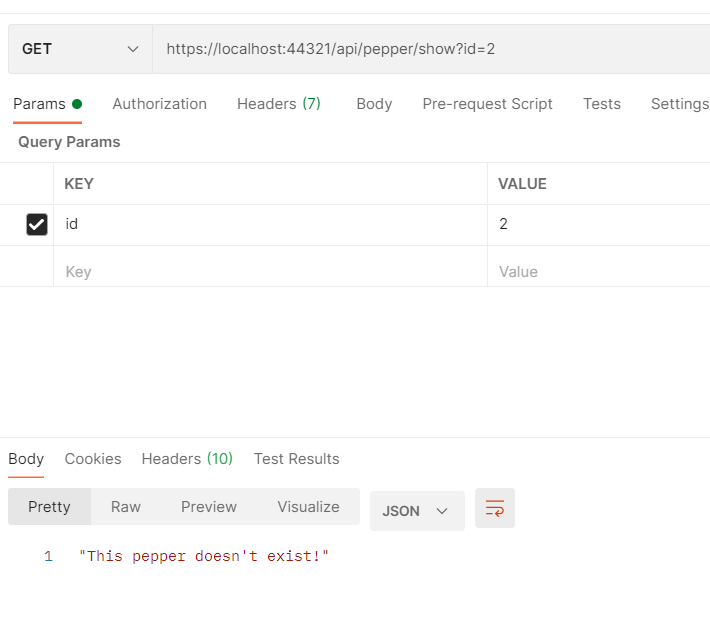 GET https://localhost:44321/api/pepper/show?id=2
Params Authorization Headers (7) Body Pre-request Script Tests Settings
Query Params
KEY VALUE
id 2
Key Value
Body Cookies Headers (10) Test Results
Pretty Raw Preview Visualize JSON
1 "This pepper doesn't exist!"